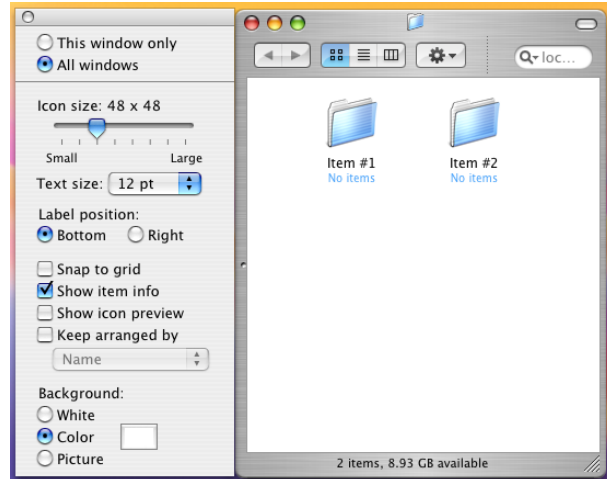 This window only
All windows
Icon size: 48 x 48
Small Large
Text size: 12 pt
Label position:
Bottom Right
Snap to grid
Show item info
Show icon preview
Keep arranged by
Name
Background:
White
Color
Picture
loc...
Item #1
No items
Item #2
No items
2 items, 8.93 GB available